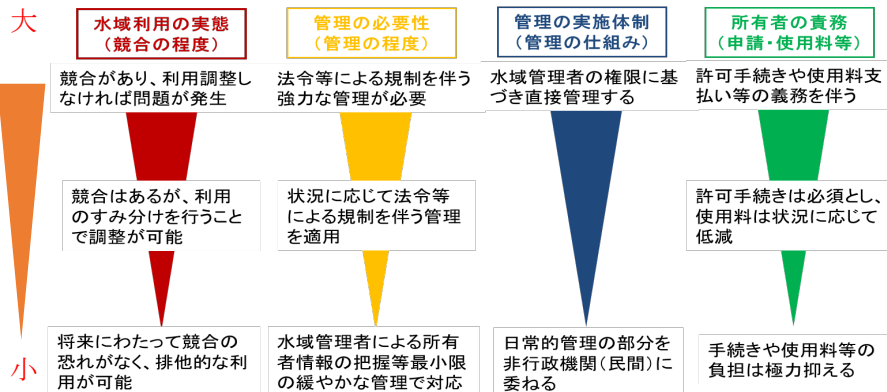 大
水域利用の実態
（競合の程度）
管理の必要性
（管理の程度）
管理の実施体制
（管理の仕組み）
所有者の責務
（申請・使用料等）
競合があり、利用調整し
なければ問題が発生
法令等による規制を伴う
強力な管理が必要
水域管理者の権限に基
づき直接管理する
許可手続きや使用料支
払い等の義務を伴う
競合はあるが、利用
のすみ分けを行うこと
で調整が可能
状況に応じて法令等
による規制を伴う管理
を適用
許可手続きは必須とし、
使用料は状況に応じて
低減
小
将来にわたって競合の
恐れがなく、排他的な利
用が可能
水域管理者による所有
者情報の把握等最小限
の緩やかな管理で対応
日常的管理の部分を
非行政機関（民間）に
委ねる
手続きや使用料等の
負担は極力抑える